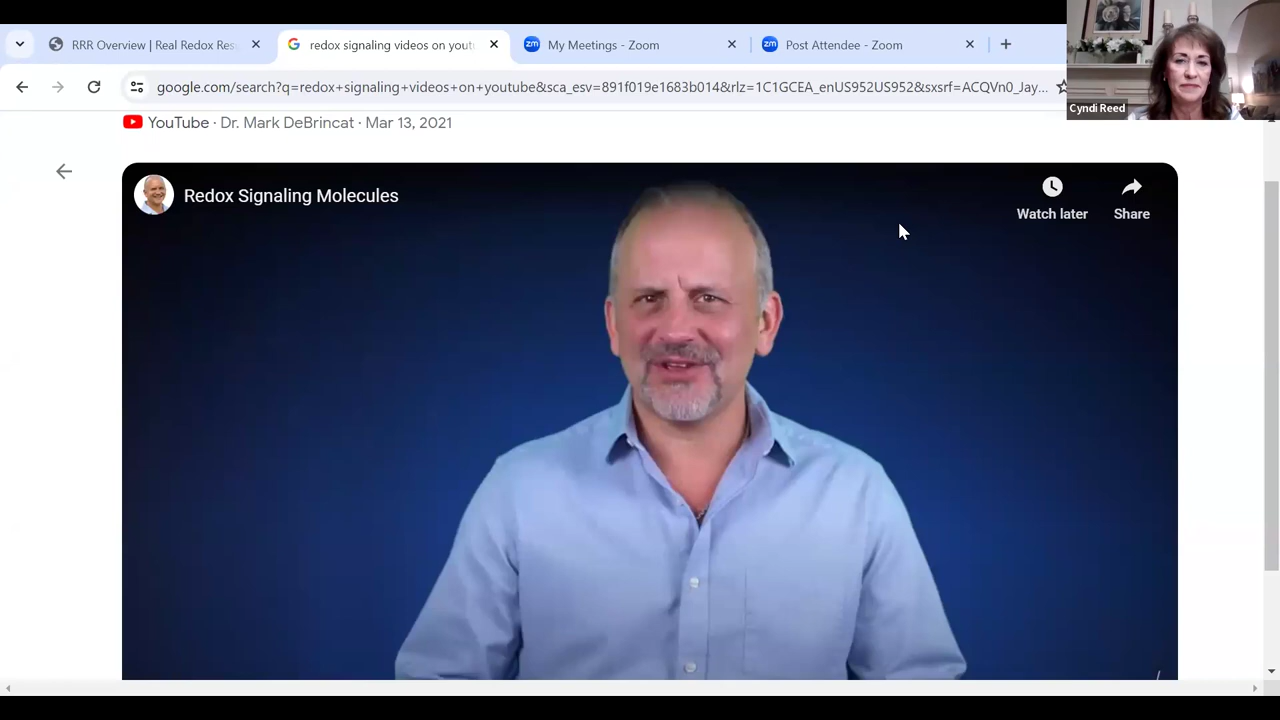 RRR Overview | Real Redox Res
redox signaling videos on youtu
My Meetings - Zoom
Post Attendee - Zoom
google.com/search?q=redox+signaling+videos+on+youtube&sca_esv=891f019e1683b014&rlz=1C1GCEA_enUS952US952&sxsrf=ACQVn0_Jay...
Cyndi Reed
YouTube · Dr. Mark DeBrincat · Mar 13, 2021
Redox Signaling Molecules
Watch later
Share